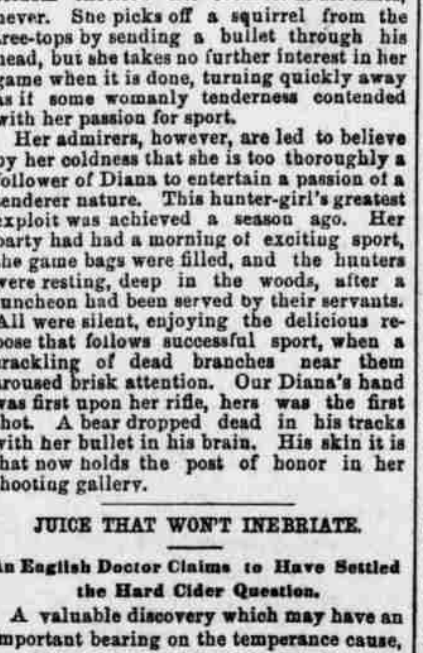 never. She picks off a squirrel from the
tree-tops by sending a bullet through his
head, but she takes no further interest in her
game when it is done, turning quickly away
as if some womanly tenderness contended
with her passion for sport.
Her admirers, however, are led to believe
by her coldness that she is too thoroughly a
follower of Diana to entertain a passion of a
tenderer nature. This hunter-girl's greatest
exploit was achieved a season ago. Her
party had had a morning of exciting sport,
the game bags were filled, and the hunters
were resting, deep in the woods, after a
luncheon had been served by their servants.
All were silent, enjoying the delicious re-
pose that follows successful sport, when a
crackling of dead branches near them
aroused brisk attention. Our Diana's hand
was first upon her rifle, hers was the first
shot. A bear dropped dead in his tracks
with her bullet in his brain. His skin it is
that now holds the post of honor in her
shooting gallery.
JUICE THAT WON'T INEBRIATE.
An English Doctor Claims to Have Settled
the Hard Cider Question.
A valuable discovery which may have an
important bearing on the temperance cause,